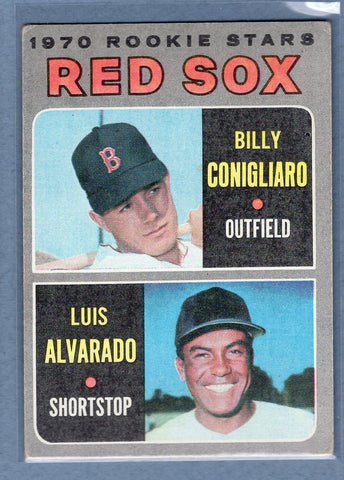 1970 ROOKIE STARS
RED SOX
B
BILLY
CONIGLIARO
OUTFIELD
LUIS
ALVARADO
SHORTSTOP